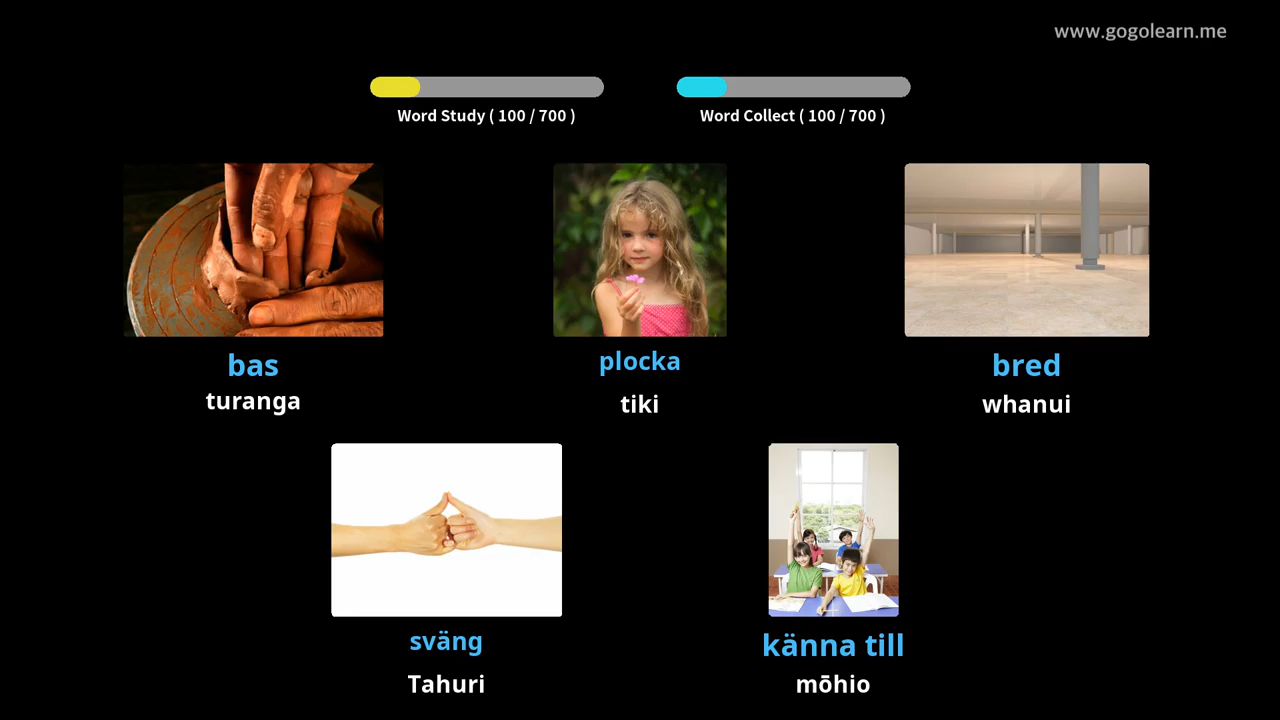 www.gogolearn.me
Word Study ( 100 / 700 )
Word Collect ( 100 / 700 )
bas
turanga
plocka
tiki
bred
whanui
sväng
Tahuri
känna till
mōhio